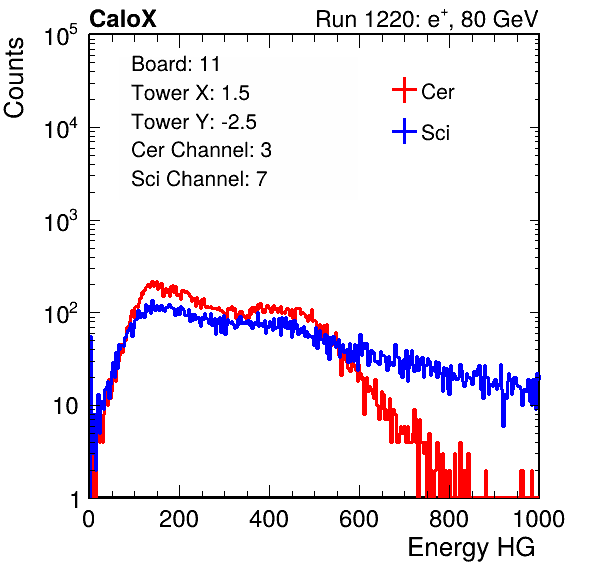 CaloX Run 1220: e⁺, 80 GeV
Counts
Board: 11
Tower X: 1.5
Tower Y: -2.5
Cer Channel: 3
Sci Channel: 7
Cer
Sci
10⁵
10⁴
10³
10²
10
1
0 200 400 600 800 1000
Energy HG